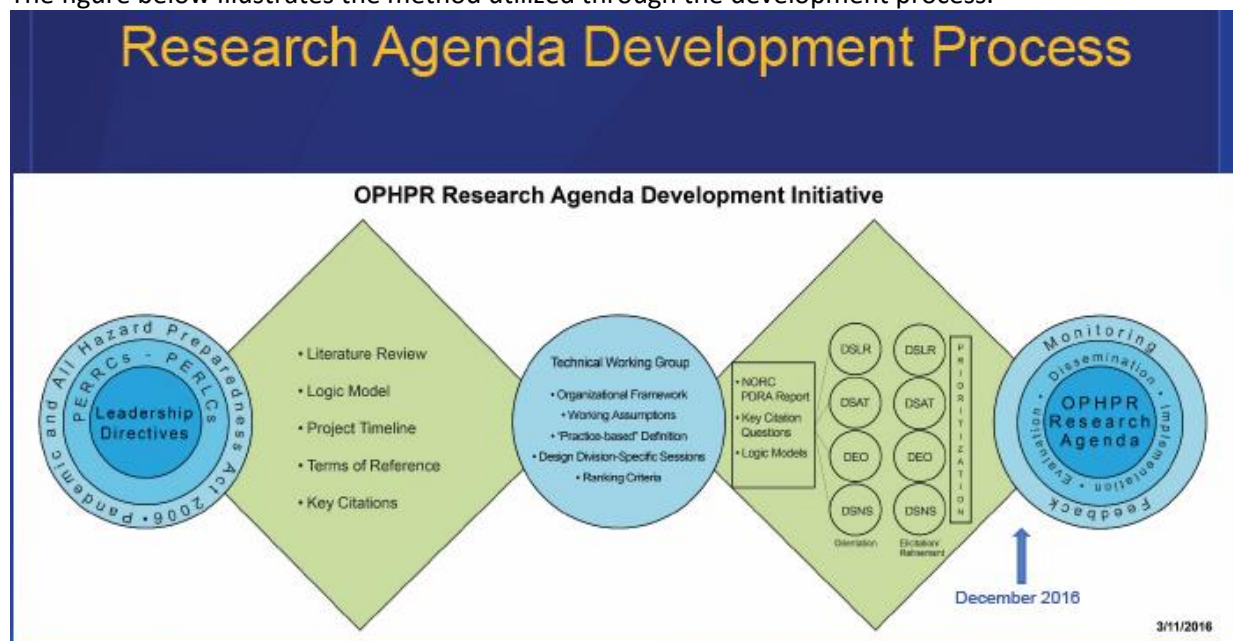 The figure below illustrates the method utilized through the development process.
Research Agenda Development Process
OPHPR Research Agenda Development Initiative
Pandemic and All Hazard Preparedness Act 2006 •
PERRCs - PERLCs
Leadership
Directives
• Literature Review
• Logic Model
• Project Timeline
• Terms of Reference
• Key Citations
Technical Working Group
• Organizational Framework
• Working Assumptions
• "Practice-based" Definition
• Design Division-Specific Sessions
• Ranking Criteria
• NORC
PDRA Report
• Key Citation
Questions
• Logic Models
DSLR
DSAT
DEO
DSNS
Orientation
DSLR
DSAT
DEO
DSNS
Elicitation/
Refinement
PRIORITIZATION
Monitoring
Feedback
• Dissemination • Implementation • Evaluation
OPHPR
Research
Agenda
December 2016
3/11/2016